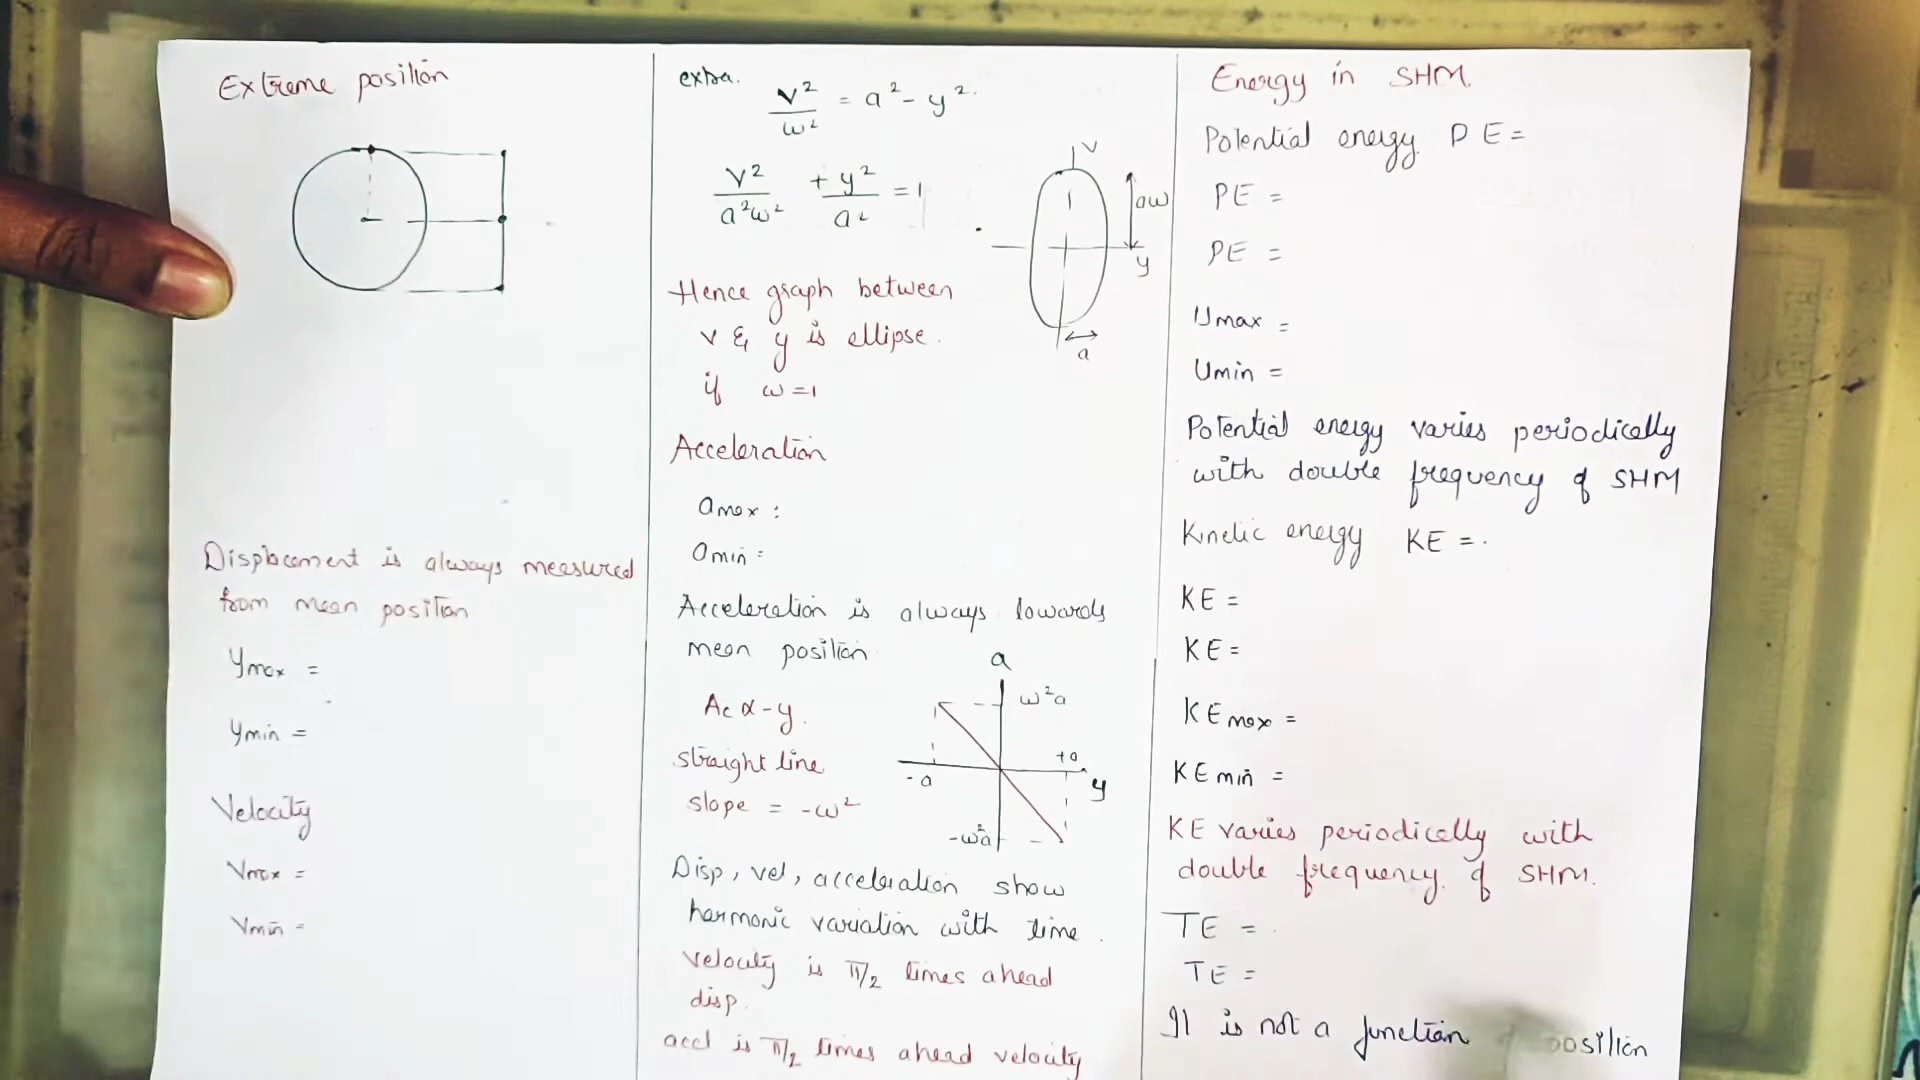 Extreme position
Displacement is always measured
from mean position
ymax =
ymin =
Velocity
Vmax =
Vmin =
extra.
V²/ω² = a² - y².
V²/a²ω² + y²/a² = 1
V
aω
y
a
Hence graph between
v & y is ellipse.
if ω=1
Acceleration
amax :
amin =
Acceleration is always towards
mean position
Ac α -y.
straight line
slope = -ω²
a
ω²a
-a
+a
y
-ω²a
Disp, vel, acceleration show
harmonic variation with time.
velocity is π/2 times ahead
disp.
accl is π/2 times ahead velocity
Energy in SHM.
Potential energy PE =
PE =
PE =
Umax =
Umin =
Potential energy varies periodically
with double frequency of SHM
Kinetic energy KE =.
KE =
KE =
KEmax =
KEmin =
KE varies periodically with
double frequency. of SHM.
TE =.
TE =
It is not a function position